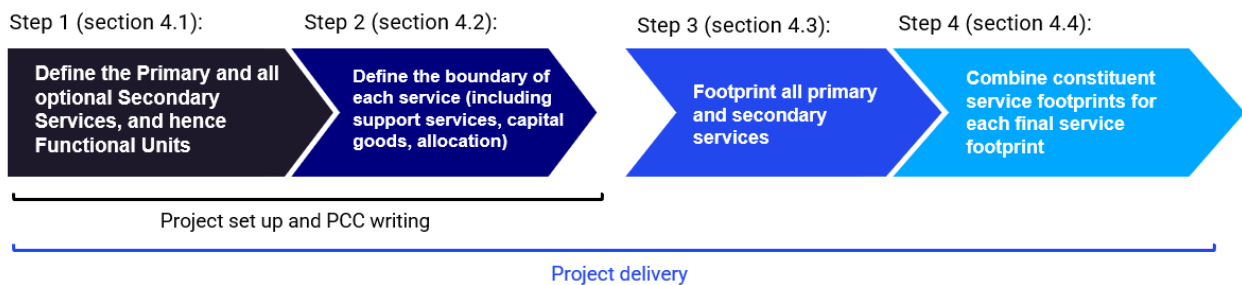 Step 1 (section 4.1):
Define the Primary and all
optional Secondary
Services, and hence
Functional Units
Step 2 (section 4.2):
Define the boundary of
each service (including
support services, capital
goods, allocation)
Step 3 (section 4.3):
Footprint all primary
and secondary
services
Step 4 (section 4.4):
Combine constituent
service footprints for
each final service
footprint
Project set up and PCC writing
Project delivery